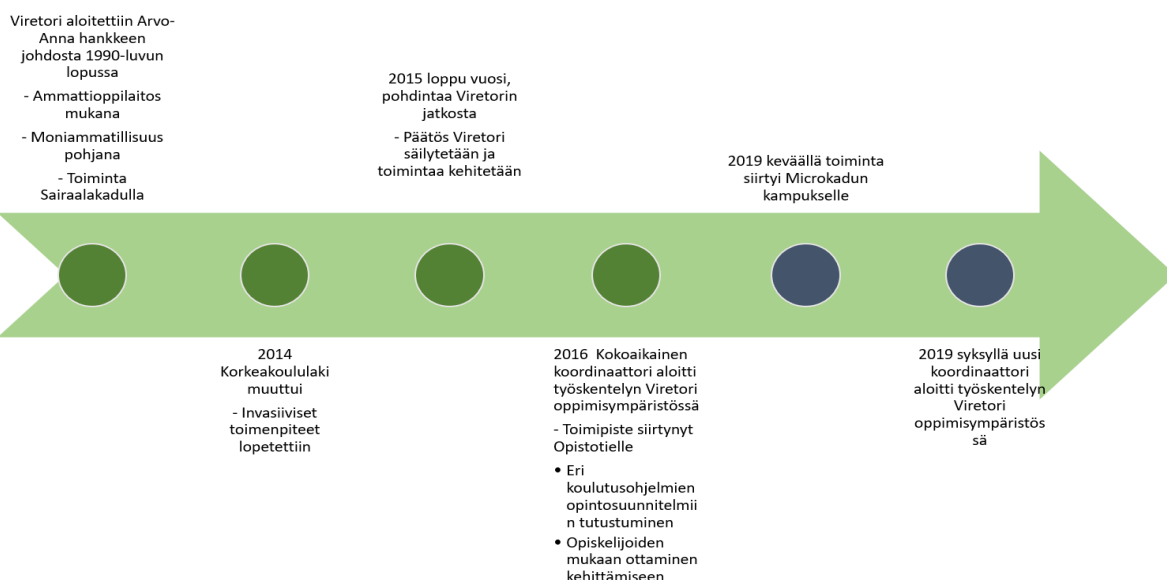 Viretori aloitettiin Arvo-
Anna hankkeen
johdosta 1990-luvun
lopussa
- Ammattioppilaitos
mukana
- Moniammatillisuus
pohjana
- Toiminta
Sairaalakadulla
2014
Korkeakoululaki
muuttui
- Invasiiviset
toimenpiteet
lopetettiin
2015 loppu vuosi,
pohdintaa Viretorin
jatkosta
- Päätös Viretori
säilytetään ja
toimintaa kehitetään
2016 Kokoaikainen
koordinaattori aloitti
työskentelyn Viretori
oppimisympäristössä
- Toimipiste siirtynyt
Opistotielle
• Eri
koulutusohjelmien
opintosuunnitelmii
n tutustuminen
• Opiskelijoiden
mukaan ottaminen
kehittämiseen
2019 keväällä toiminta
siirtyi Microkadun
kampukselle
2019 syksyllä uusi
koordinaattori
aloitti työskentelyn
Viretori
oppimisympäristös
sä